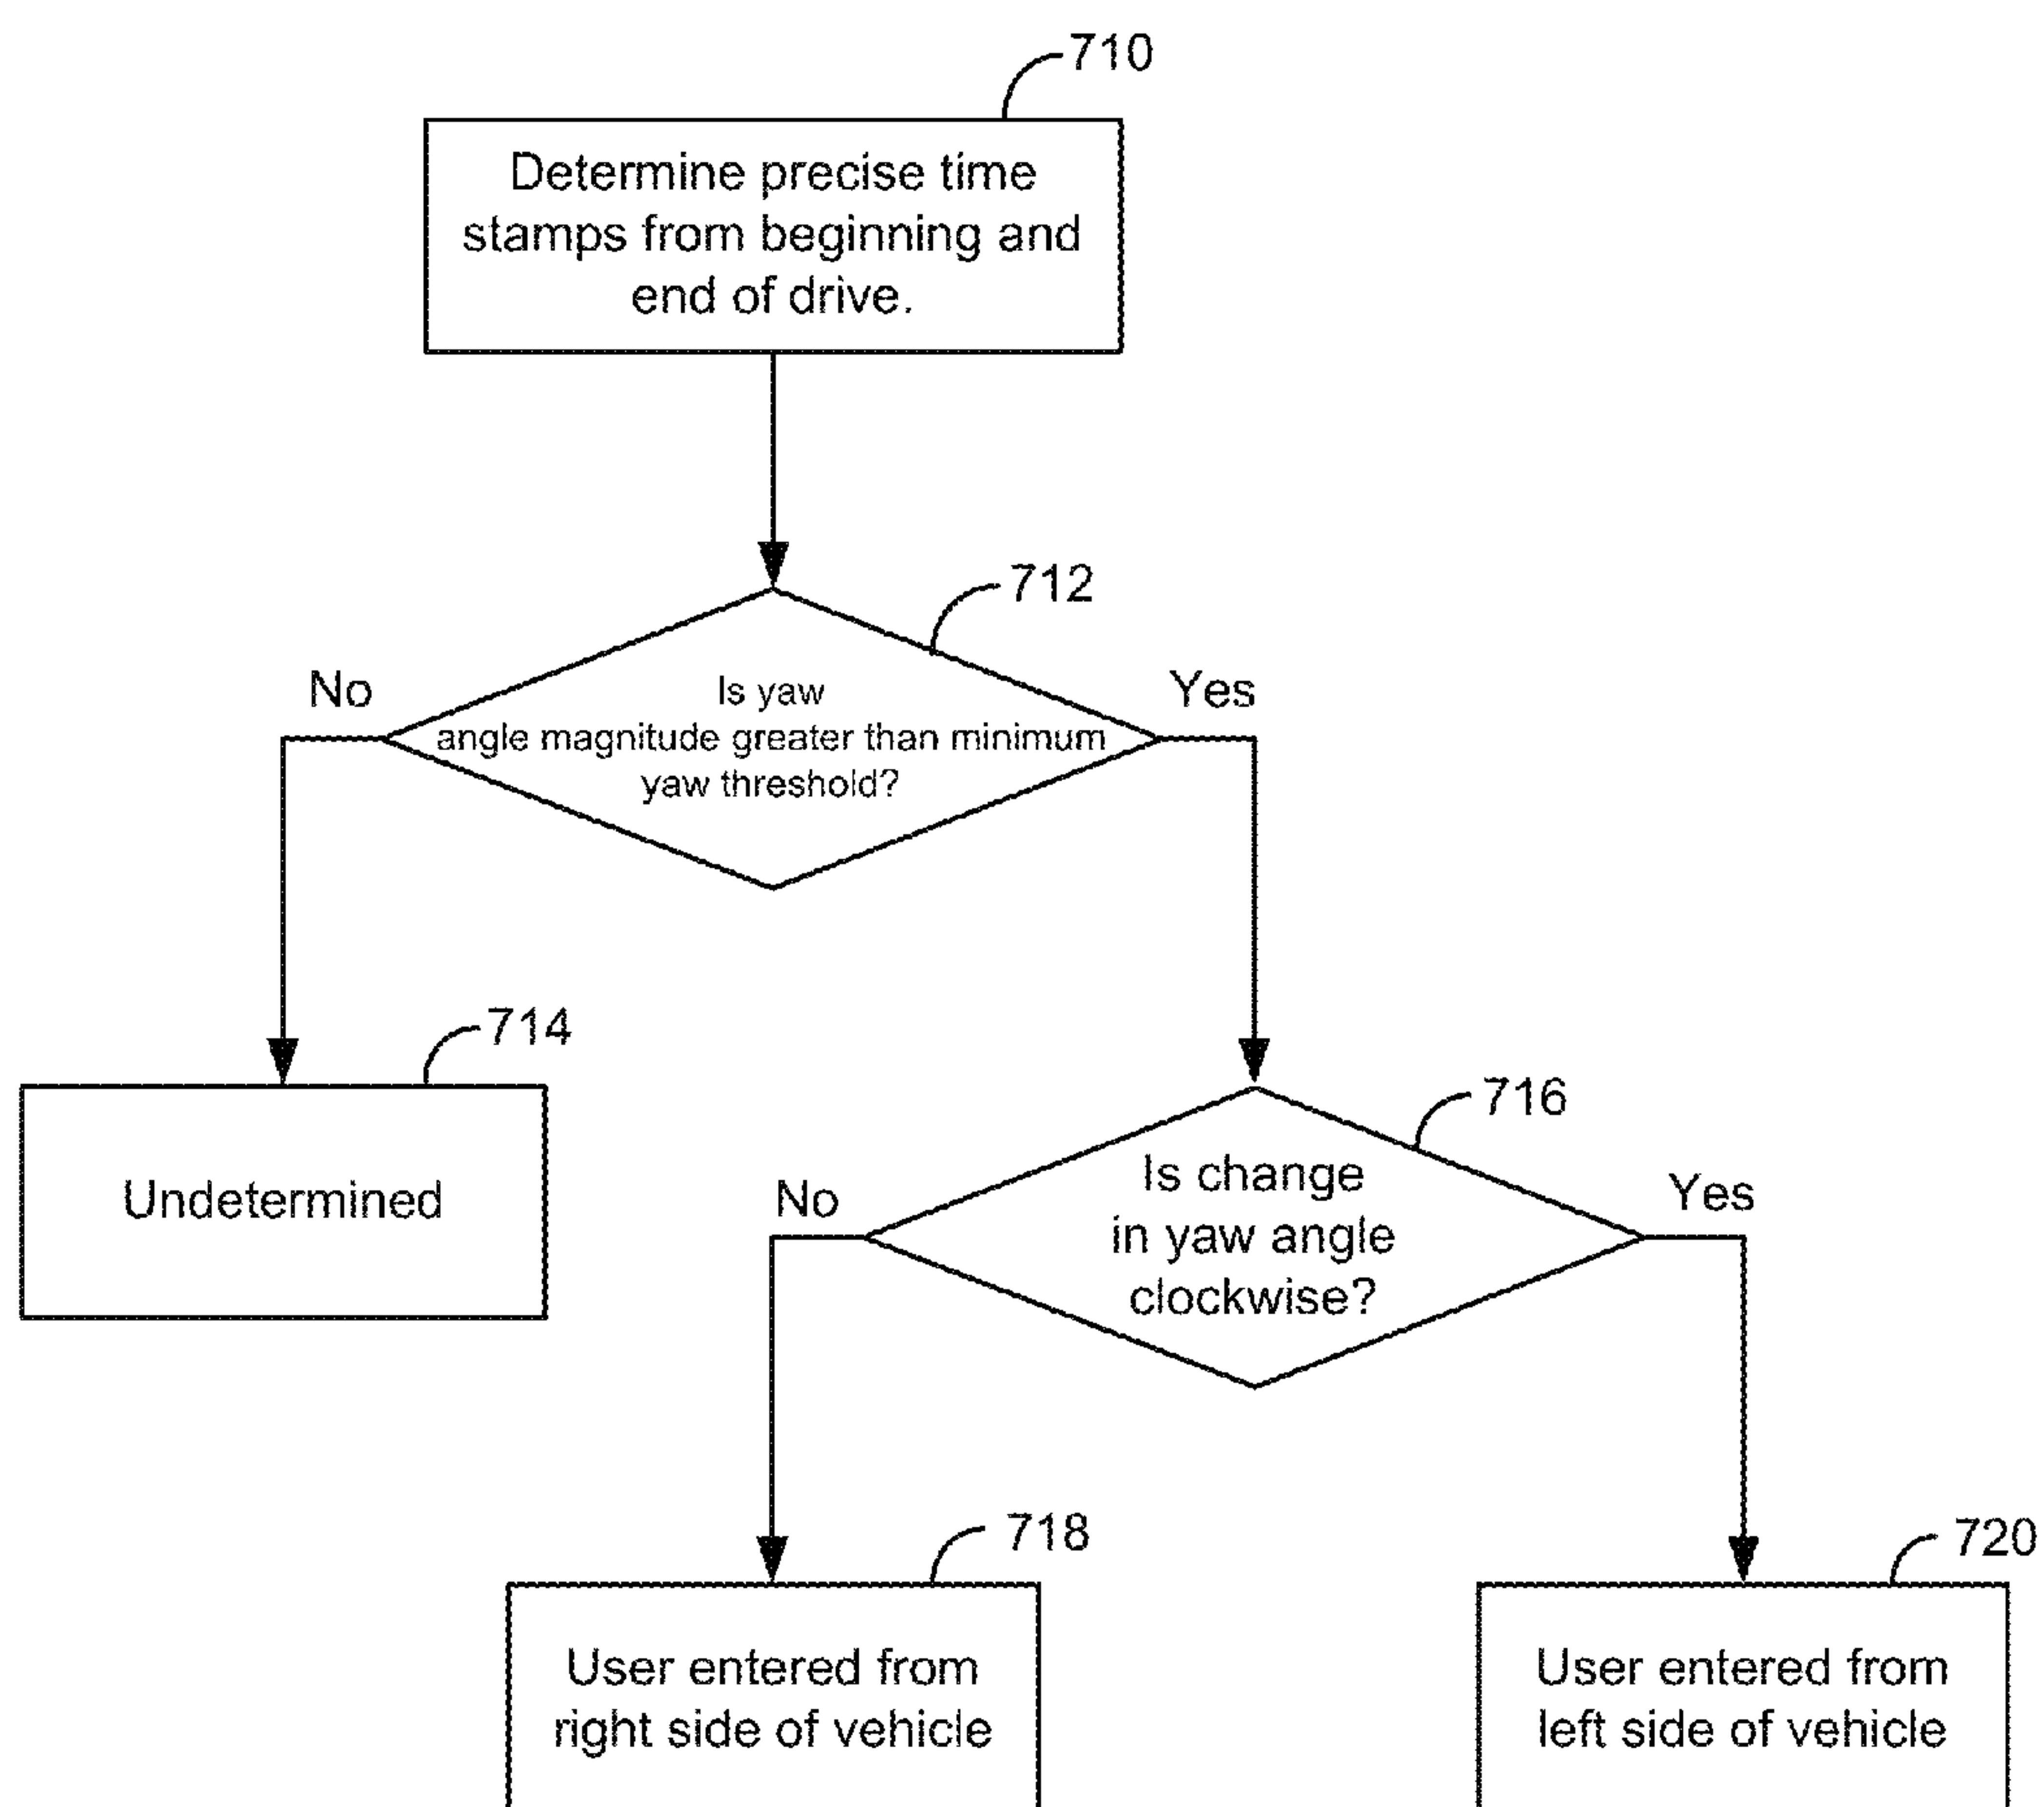 710
Determine precise time
stamps from beginning and
end of drive.
712
No
Yes
Is yaw
angle magnitude greater than minimum
yaw threshold?
714
Undetermined
716
No
Yes
Is change
in yaw angle
clockwise?
718
User entered from
right side of vehicle
720
User entered from
left side of vehicle